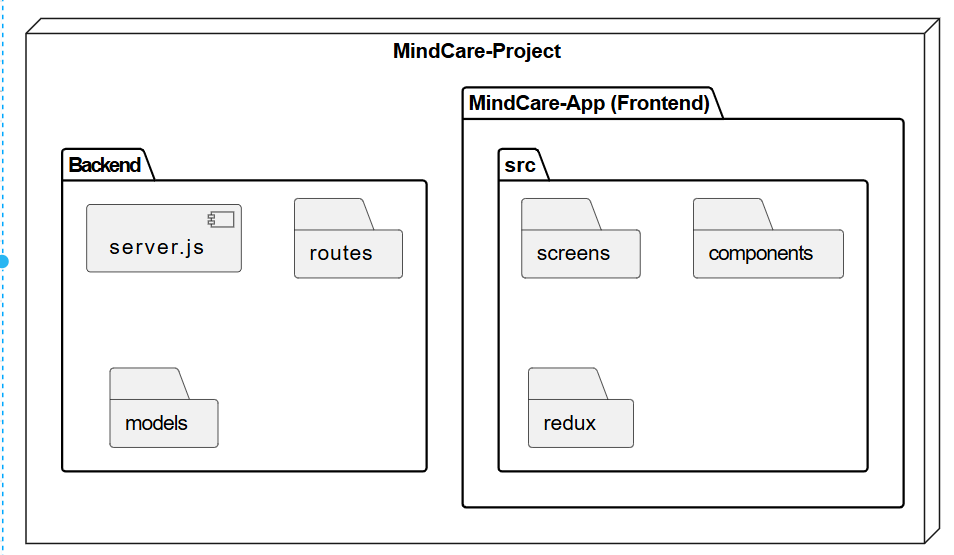 MindCare-Project
MindCare-App (Frontend)
Backend
src
server.js
routes
screens
components
models
redux